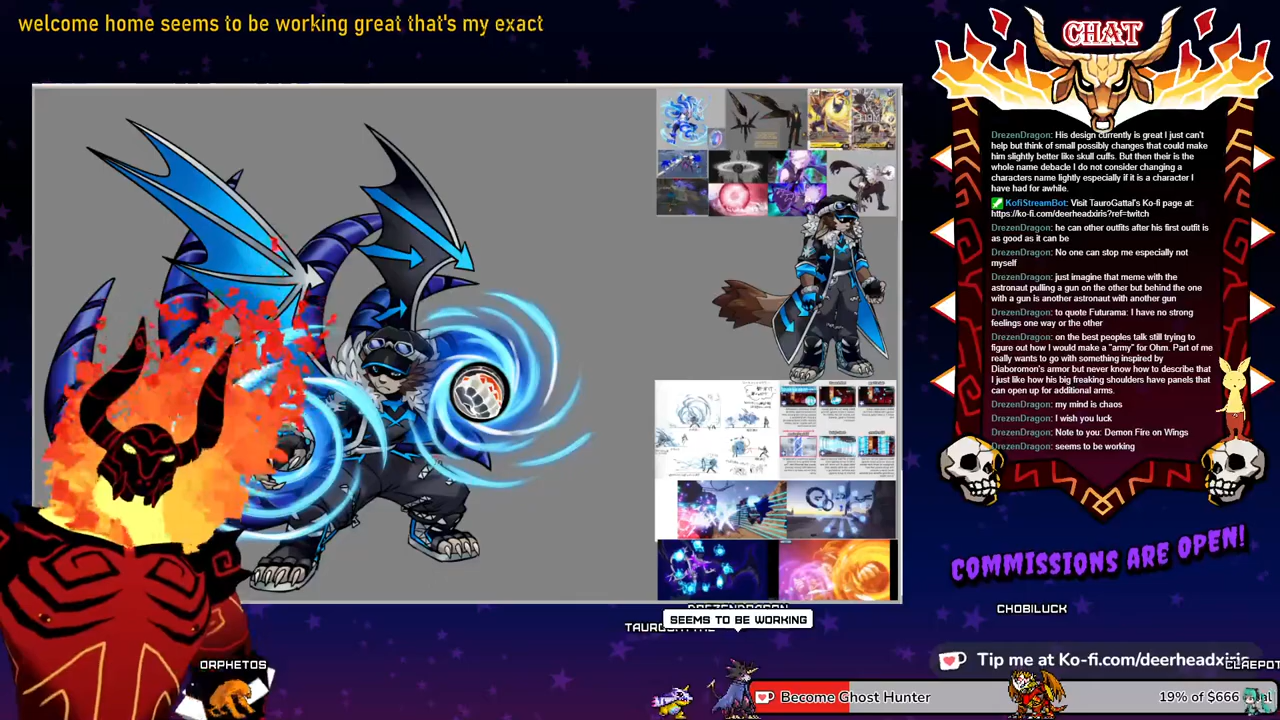 welcome home seems to be working great that's my exact
CHAT
DrezenDragon: His design currently is great I just can't
help but think of small possibly changes that could make
him slightly better like skull cuffs. But then their is the
whole name debacle I do not consider changing a
characters name lightly especially if it is a character I
have had for awhile.
KofiStreamBot: Visit TauroGattal's Ko-fi page at:
https://ko-fi.com/deerheadxiris?ref=twitch
DrezenDragon: he can other outfits after his first outfit is
as good as it can be
DrezenDragon: No one can stop me especially not
myself
DrezenDragon: just imagine that meme with the
astronaut pulling a gun on the other but behind the one
with a gun is another astronaut with another gun
DrezenDragon: to quote Futurama: I have no strong
feelings one way or the other
DrezenDragon: on the best peoples talk still trying to
figure out how I would make a "army" for Ohm. Part of me
really wants to go with something inspired by
Diaboromon's armor but never know how to describe that
I just like how his big freaking shoulders have panels that
can open up for additional arms.
DrezenDragon: my mind is chaos
DrezenDragon: I wish you luck
DrezenDragon: Note to you: Demon Fire on Wings
DrezenDragon: seems to be working
COMMISSIONS ARE OPEN!
CHOBILUCK
DREZENDRAGON
SEEMS TO BE WORKING
ORPHETOS
Tip me at Ko-fi.com/deerheadxiris
CLAEPOT
Become Ghost Hunter
19% of $666